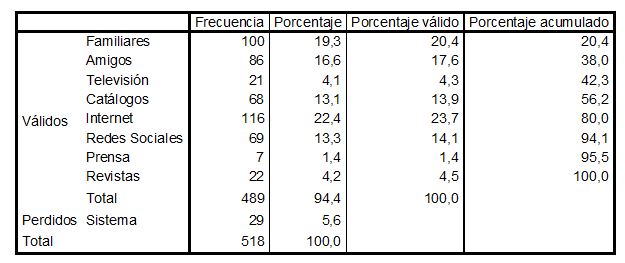 Frecuencia Porcentaje Porcentaje válido Porcentaje acumulado
Válidos Familiares 100 19,3 20,4 20,4
Amigos 86 16,6 17,6 38,0
Televisión 21 4,1 4,3 42,3
Catálogos 68 13,1 13,9 56,2
Internet 116 22,4 23,7 80,0
Redes Sociales 69 13,3 14,1 94,1
Prensa 7 1,4 1,4 95,5
Revistas 22 4,2 4,5 100,0
Total 489 94,4 100,0
Perdidos Sistema 29 5,6
Total 518 100,0